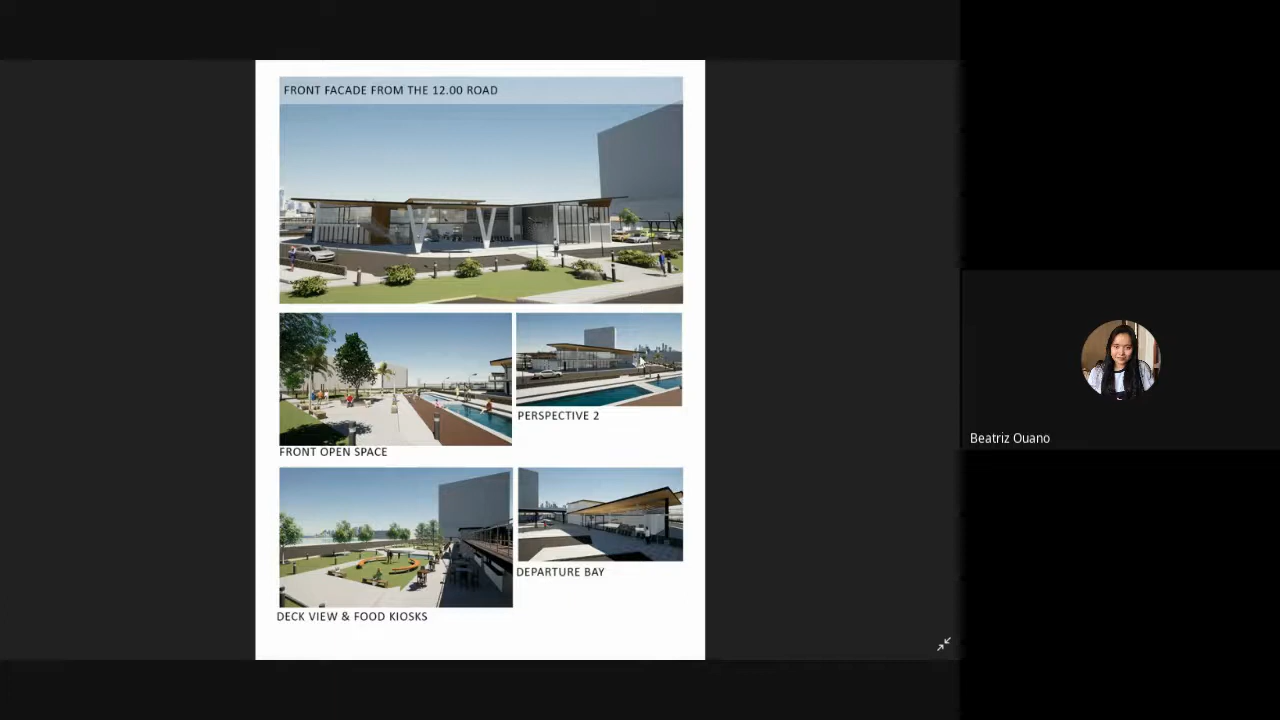 FRONT FACADE FROM THE 12.00 ROAD
PERSPECTIVE 2
FRONT OPEN SPACE
DEPARTURE BAY
DECK VIEW & FOOD KIOSKS
Beatriz Ouano